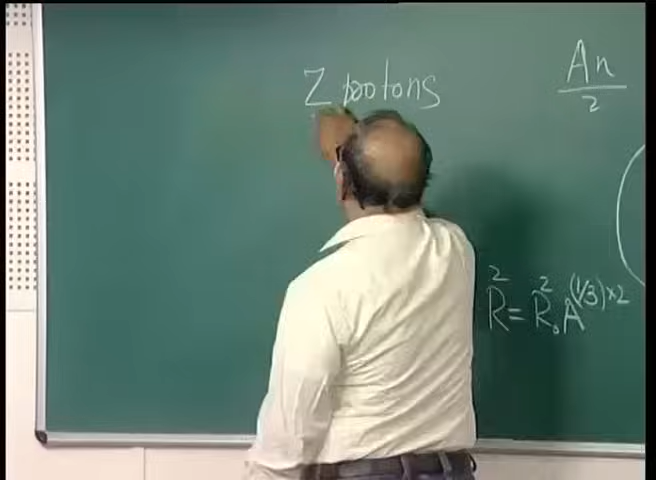 Z protons
An
2
R² = R₀² A^(1/3)×2